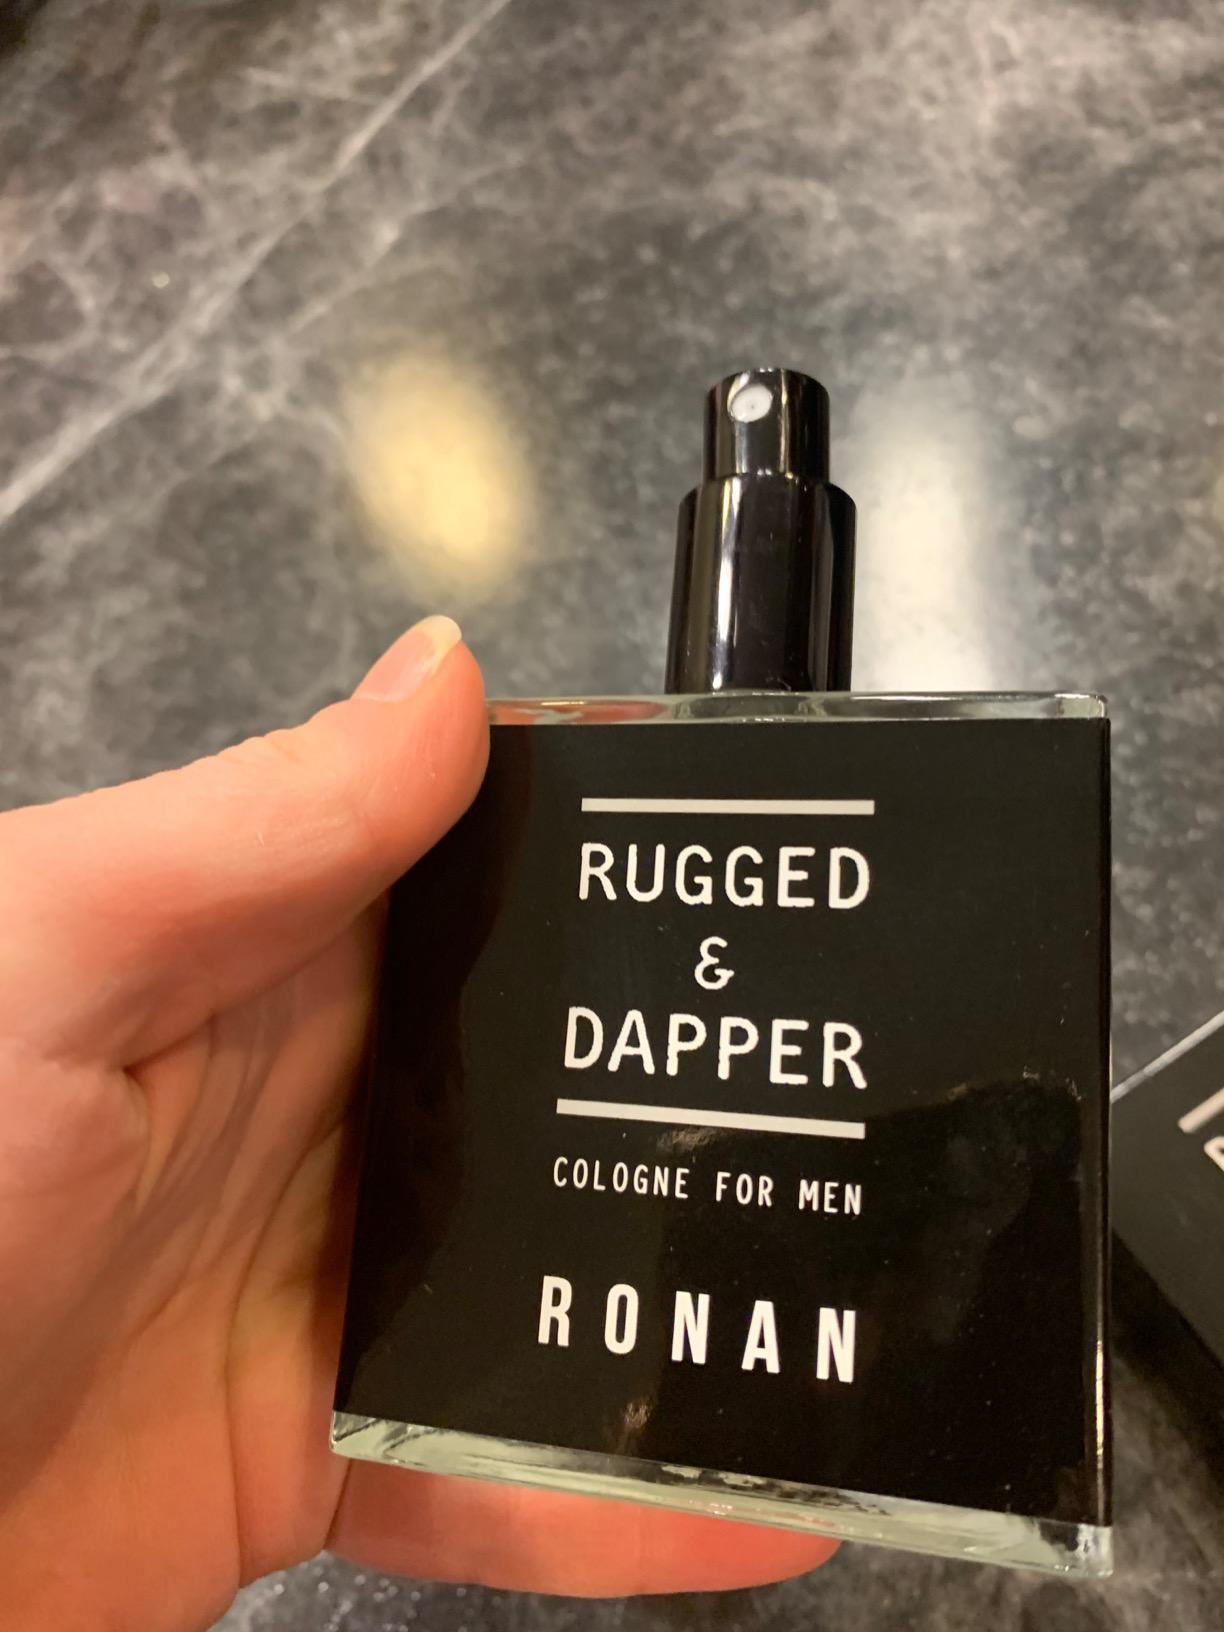 RUGGED
&
DAPPER
COLOGNE FOR MEN
RONAN